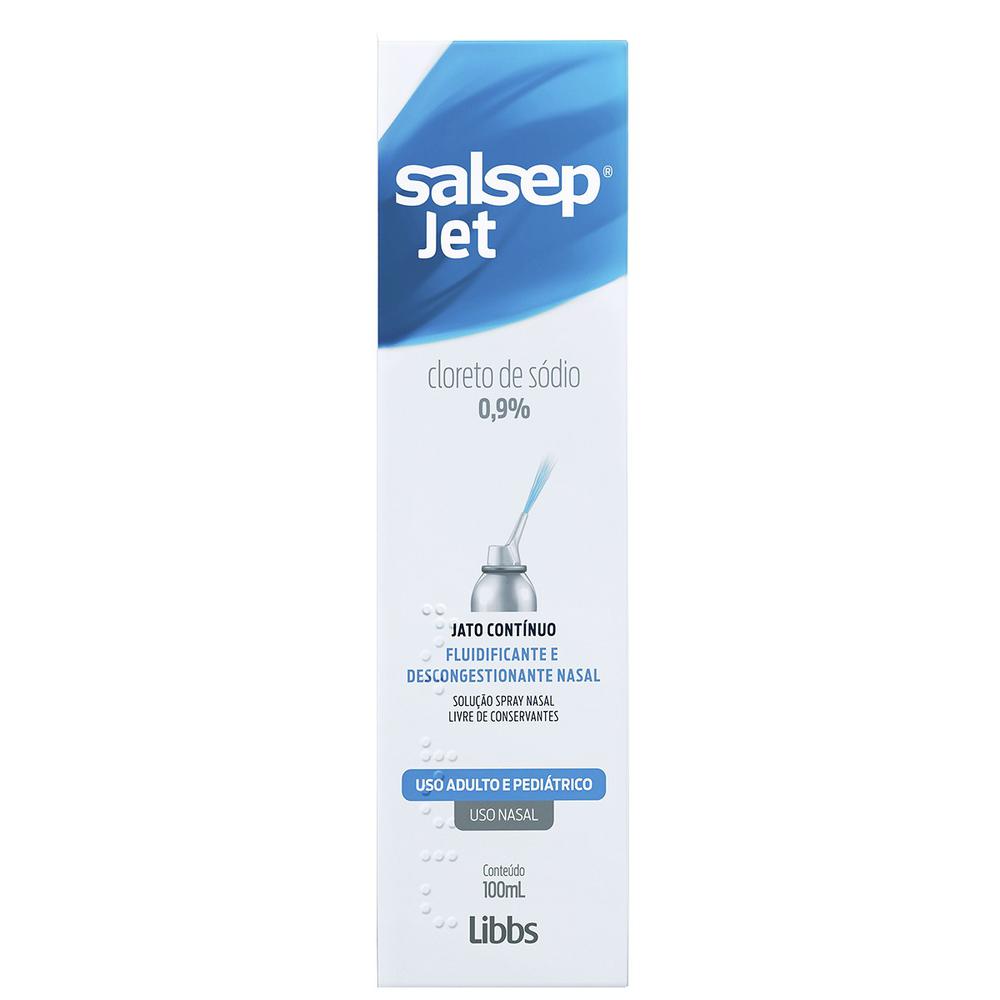 salsep®
Jet
cloreto de sódio
0,9%
JATO CONTÍNUO
FLUIDIFICANTE E
DESCONGESTIONANTE NASAL
SOLUÇÃO SPRAY NASAL
LIVRE DE CONSERVANTES
USO ADULTO E PEDIÁTRICO
USO NASAL
Conteúdo
100mL
Libbs